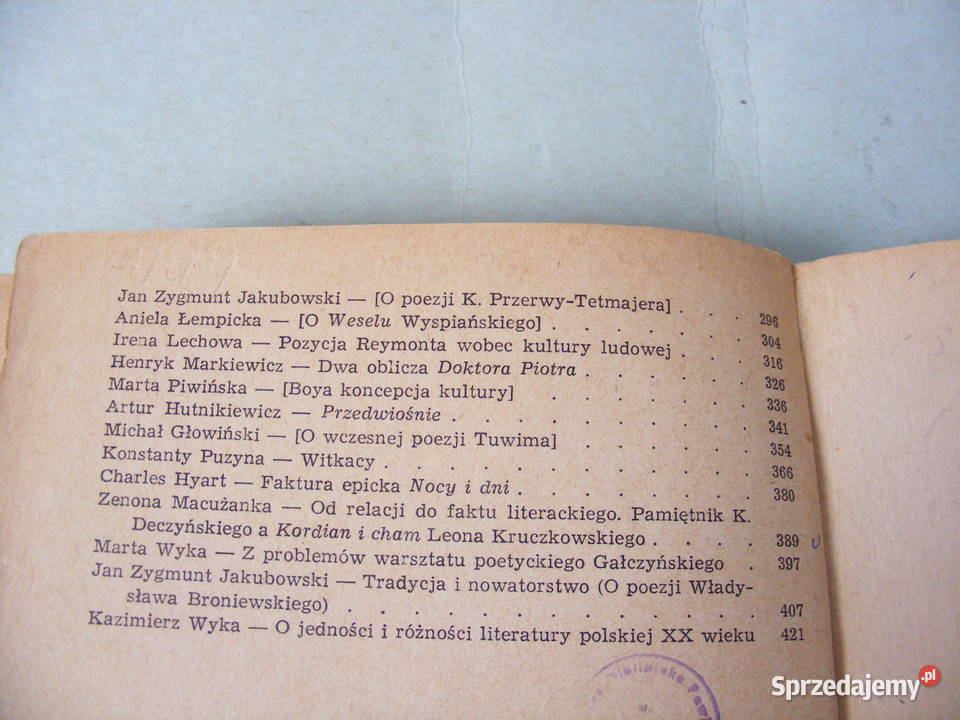 Jan Zygmunt Jakubowski — [O poezji K. Przerwy-Tetmajera] . . . 296
Aniela Łempicka — [O Weselu Wyspiańskiego] . . . . . . . 304
Irena Lechowa — Pozycja Reymonta wobec kultury ludowej . . . 316
Henryk Markiewicz — Dwa oblicza Doktora Piotra . . . . . . 326
Marta Piwińska — [Boya koncepcja kultury] . . . . . . . 336
Artur Hutnikiewicz — Przedwiośnie . . . . . . . . . . 341
Michał Głowiński — [O wczesnej poezji Tuwima] . . . . . . 354
Konstanty Puzyna — Witkacy . . . . . . . . . . . 366
Charles Hyart — Faktura epicka Nocy i dni . . . . . . . 380
Zenona Macużanka — Od relacji do faktu literackiego. Pamiętnik K.
Deczyńskiego a Kordian i cham Leona Kruczkowskiego . . . . 389
Marta Wyka — Z problemów warsztatu poetyckiego Gałczyńskiego . 397
Jan Zygmunt Jakubowski — Tradycja i nowatorstwo (O poezji Włady-
sława Broniewskiego) . . . . . . . . . . . . 407
Kazimierz Wyka — O jedności i różności literatury polskiej XX wieku 421
Biblioteka
Sprzedajemy.pl